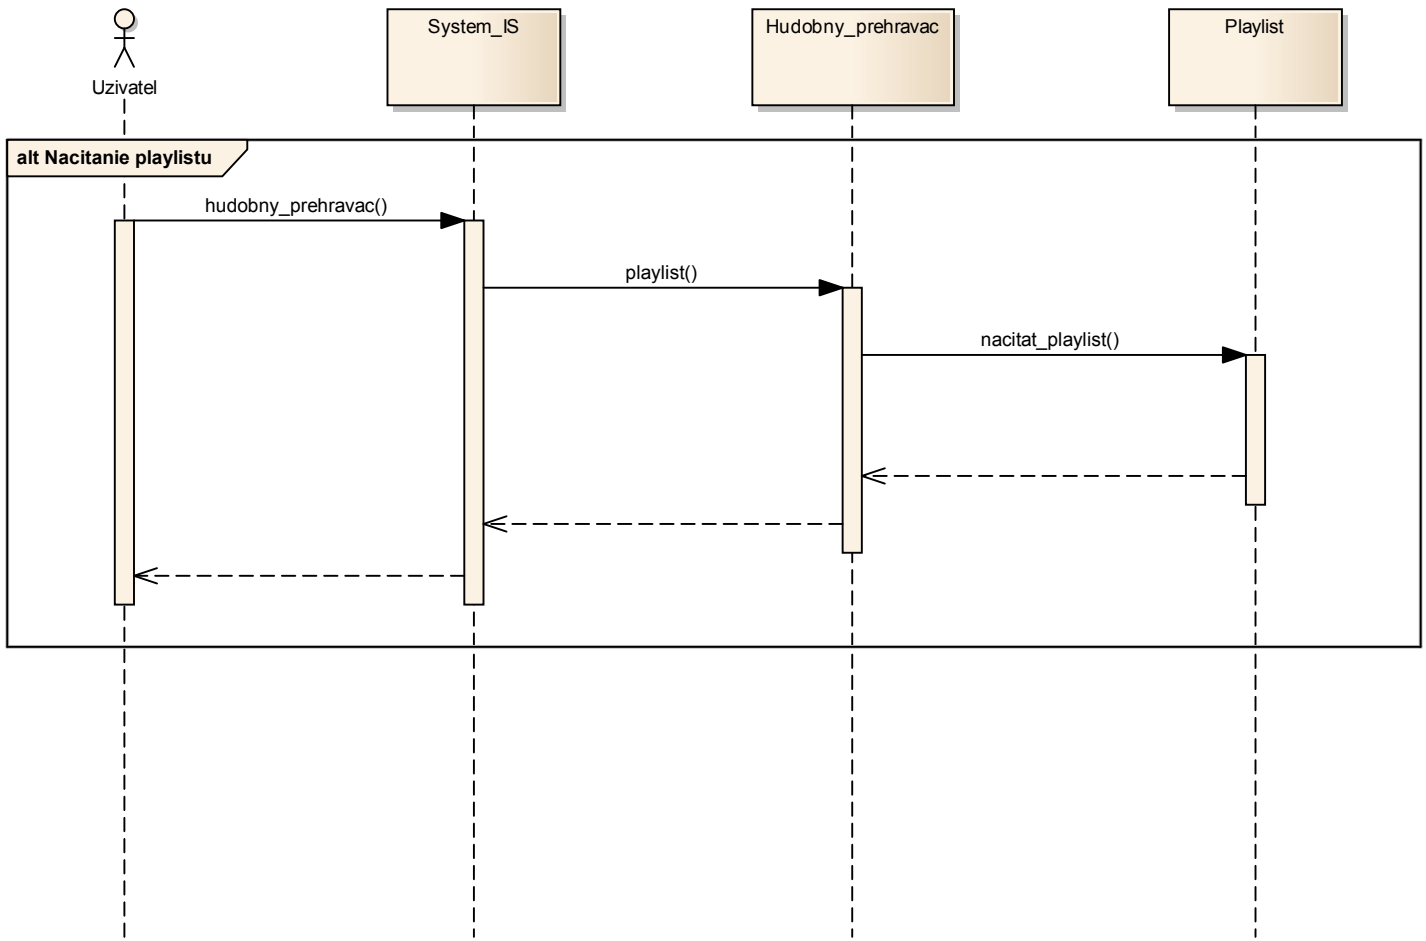 Uzivatel
System_IS
Hudobny_prehravac
Playlist
alt Nacitanie playlistu
hudobny_prehravac()
playlist()
nacitat_playlist()